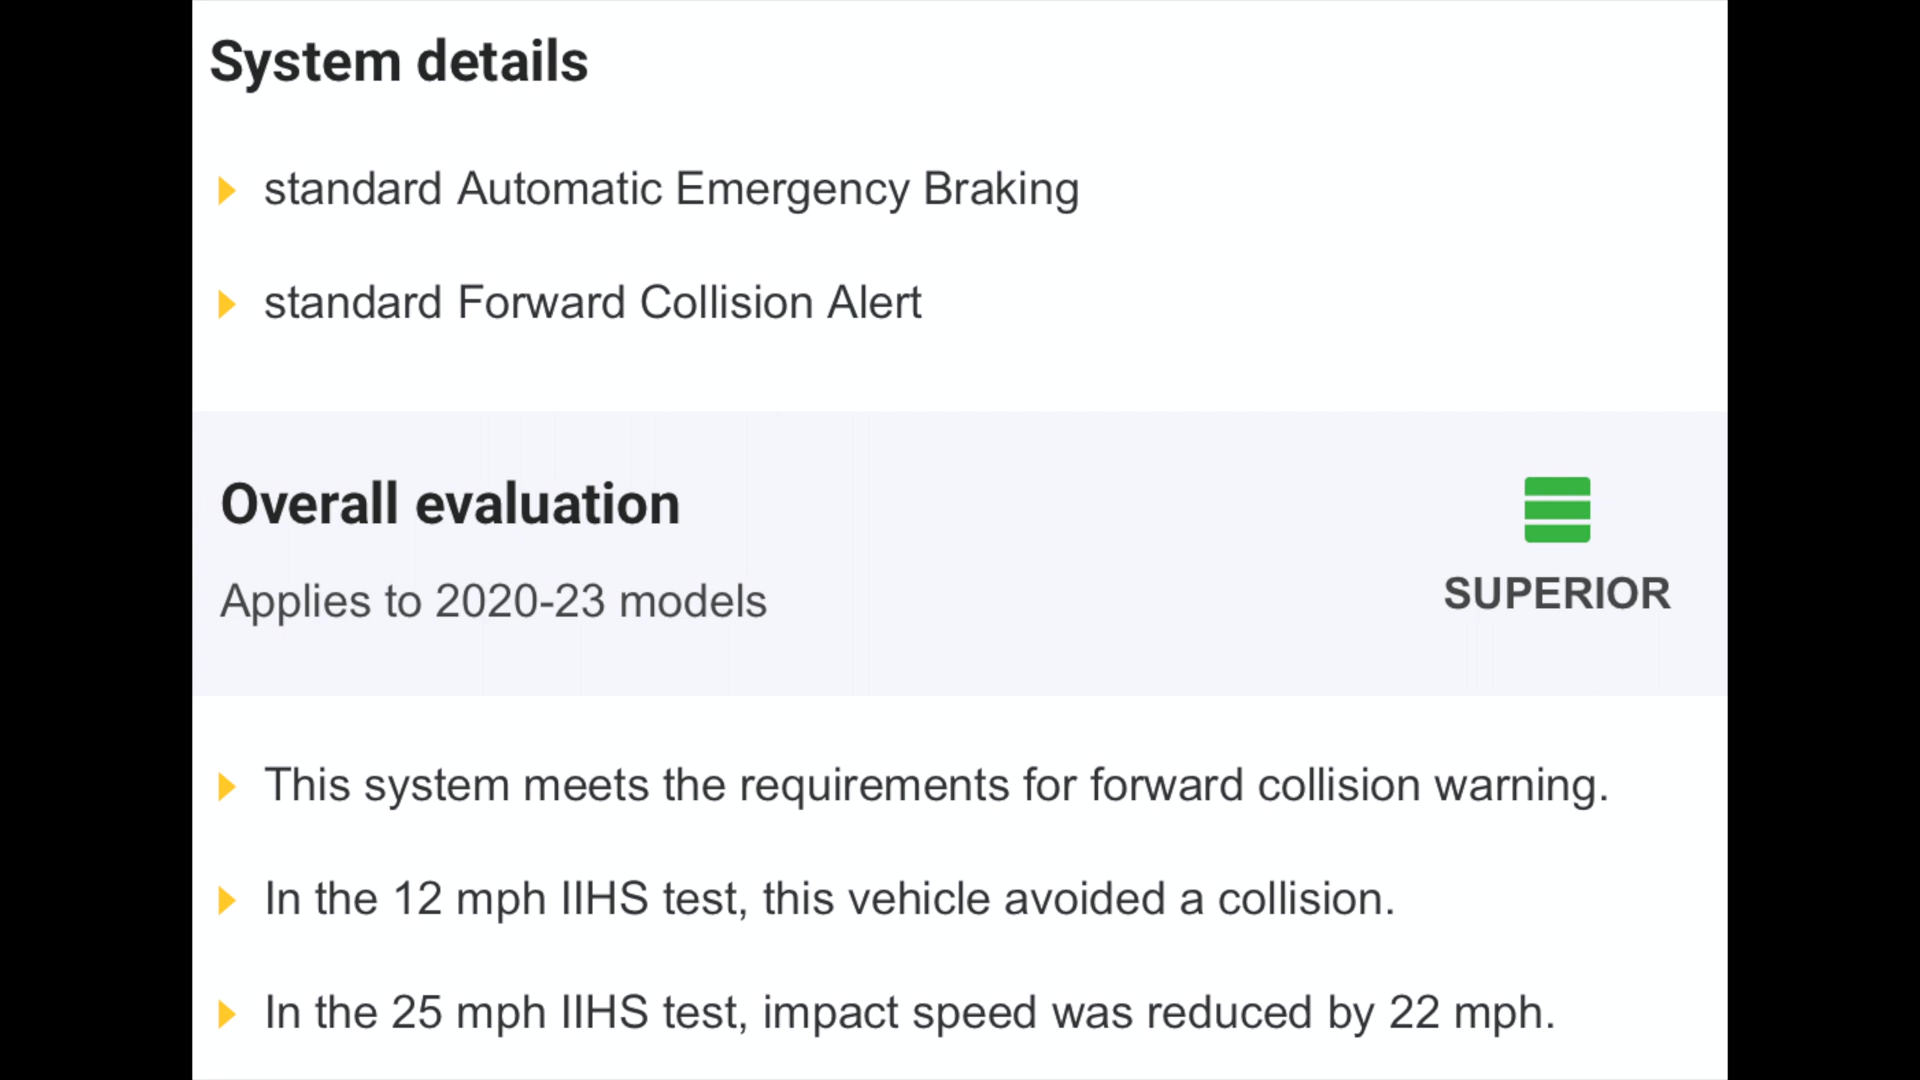 System details
standard Automatic Emergency Braking
standard Forward Collision Alert
Overall evaluation
Applies to 2020-23 models
SUPERIOR
This system meets the requirements for forward collision warning.
In the 12 mph IIHS test, this vehicle avoided a collision.
In the 25 mph IIHS test, impact speed was reduced by 22 mph.